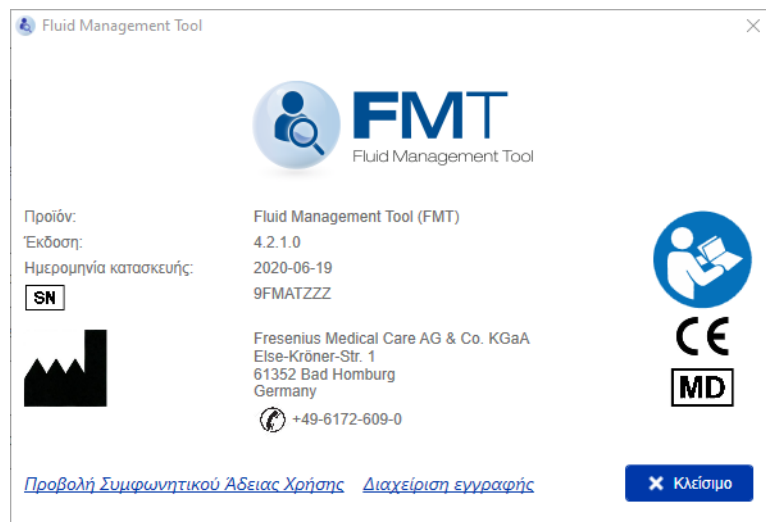 Fluid Management Tool
FMT
Fluid Management Tool
Προϊόν: Fluid Management Tool (FMT)
Έκδοση: 4.2.1.0
Ημερομηνία κατασκευής: 2020-06-19
SN 9FMATZZZ
Fresenius Medical Care AG & Co. KGaA
Else-Kröner-Str. 1
61352 Bad Homburg
Germany
+49-6172-609-0
CE
MD
Προβολή Συμφωνητικού Άδειας Χρήσης Διαχείριση εγγραφής
Κλείσιμο